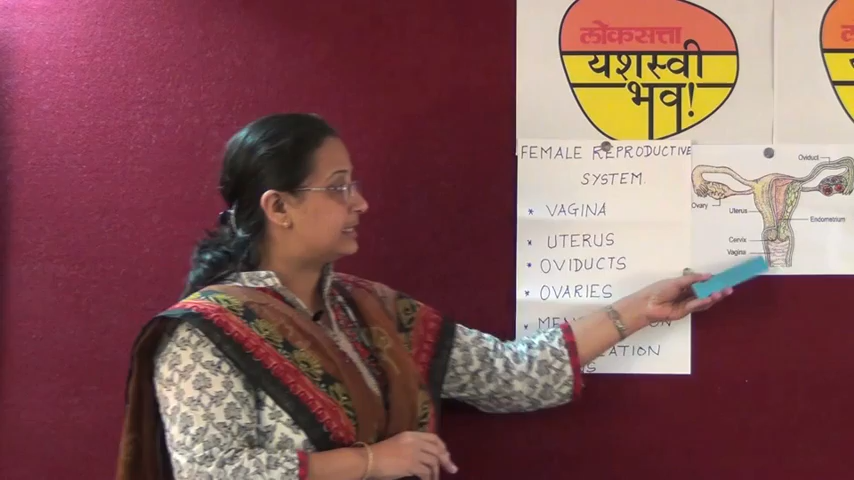 लोकसत्ता
यशस्वी
भव!
FEMALE REPRODUCTIVE
SYSTEM
* VAGINA
* UTERUS
* OVIDUCTS
* OVARIES
Oviduct
Ovary
Uterus
Endometrium
Cervix
Vagina